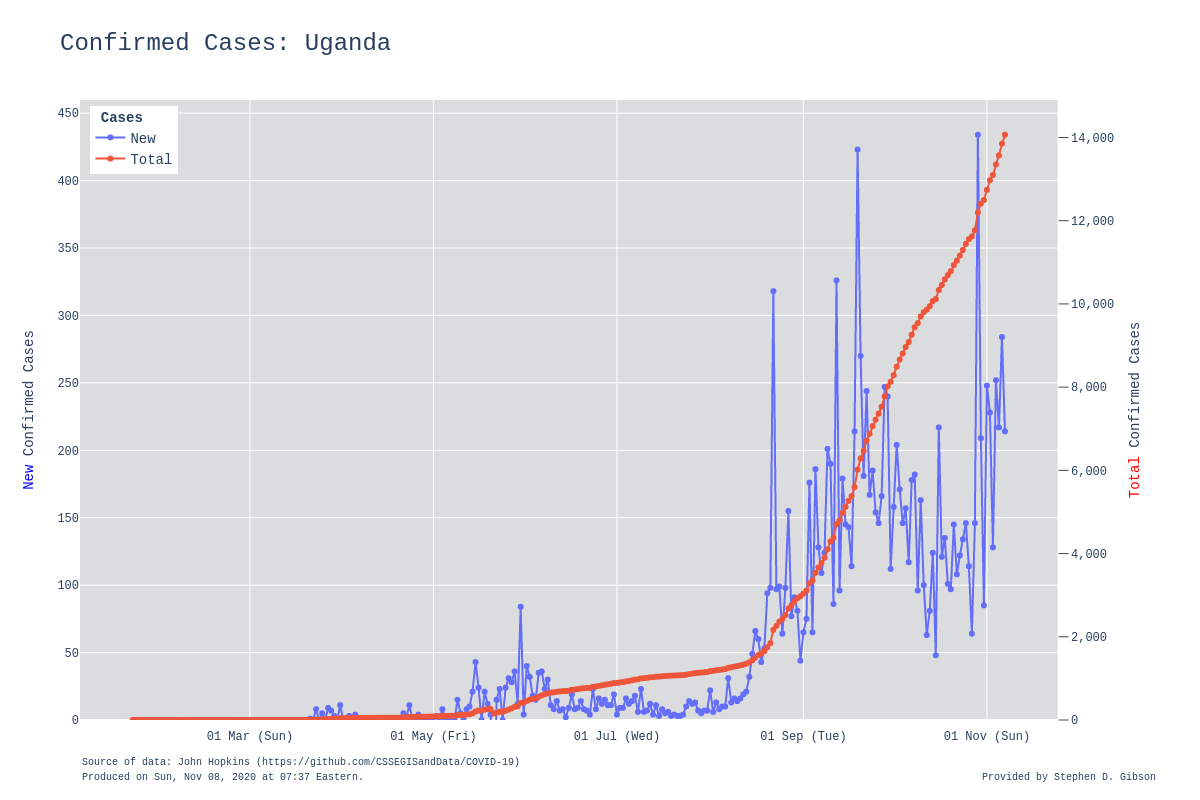 Confirmed Cases: Uganda
Cases
New
Total
450
400
350
300
250
200
150
100
50
0
New Confirmed Cases
14,000
12,000
10,000
8,000
6,000
4,000
2,000
0
Total Confirmed Cases
01 Mar (Sun) 01 May (Fri) 01 Jul (Wed) 01 Sep (Tue) 01 Nov (Sun)
Source of data: John Hopkins (https://github.com/CSSEGISandData/COVID-19)
Produced on Sun, Nov 08, 2020 at 07:37 Eastern.
Provided by Stephen D. Gibson